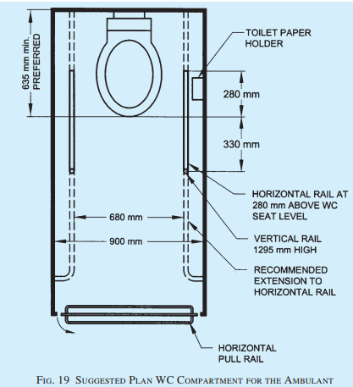 635 mm min.
PREFERRED
TOILET PAPER
HOLDER
280 mm
330 mm
HORIZONTAL RAIL AT
280 mm ABOVE WC
SEAT LEVEL
680 mm
VERTICAL RAIL
1295 mm HIGH
900 mm
RECOMMENDED
EXTENSION TO
HORIZONTAL RAIL
HORIZONTAL
PULL RAIL
FIG. 19 SUGGESTED PLAN WC COMPARTMENT FOR THE AMBULANT